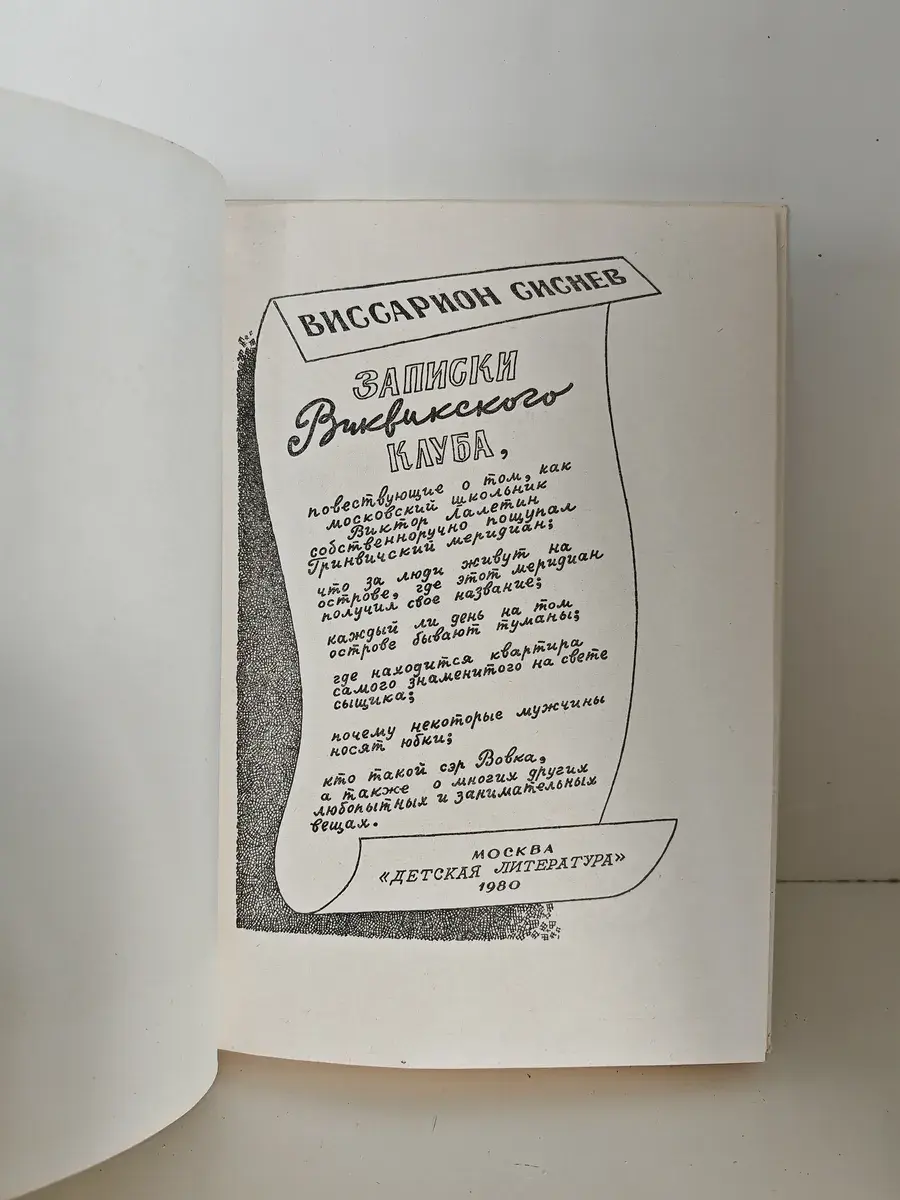 ВИССАРИОН СИСНЕВ
ЗАПИСКИ
Виквикского
КЛУБА,
повествующие о том, как
московский школьник
Виктор Лалетин
собственноручно пощупал
Гринвичский меридиан;
что за люди живут на
острове, где этот меридиан
получил свое название;
каждый ли день на том
острове бывают туманы;
где находится квартира
самого знаменитого на свете
сыщика;
почему некоторые мужчины
носят юбки;
кто такой сэр Вовка,
а также о многих других
любопытных и занимательных
вещах.
МОСКВА
«ДЕТСКАЯ ЛИТЕРАТУРА»
1980